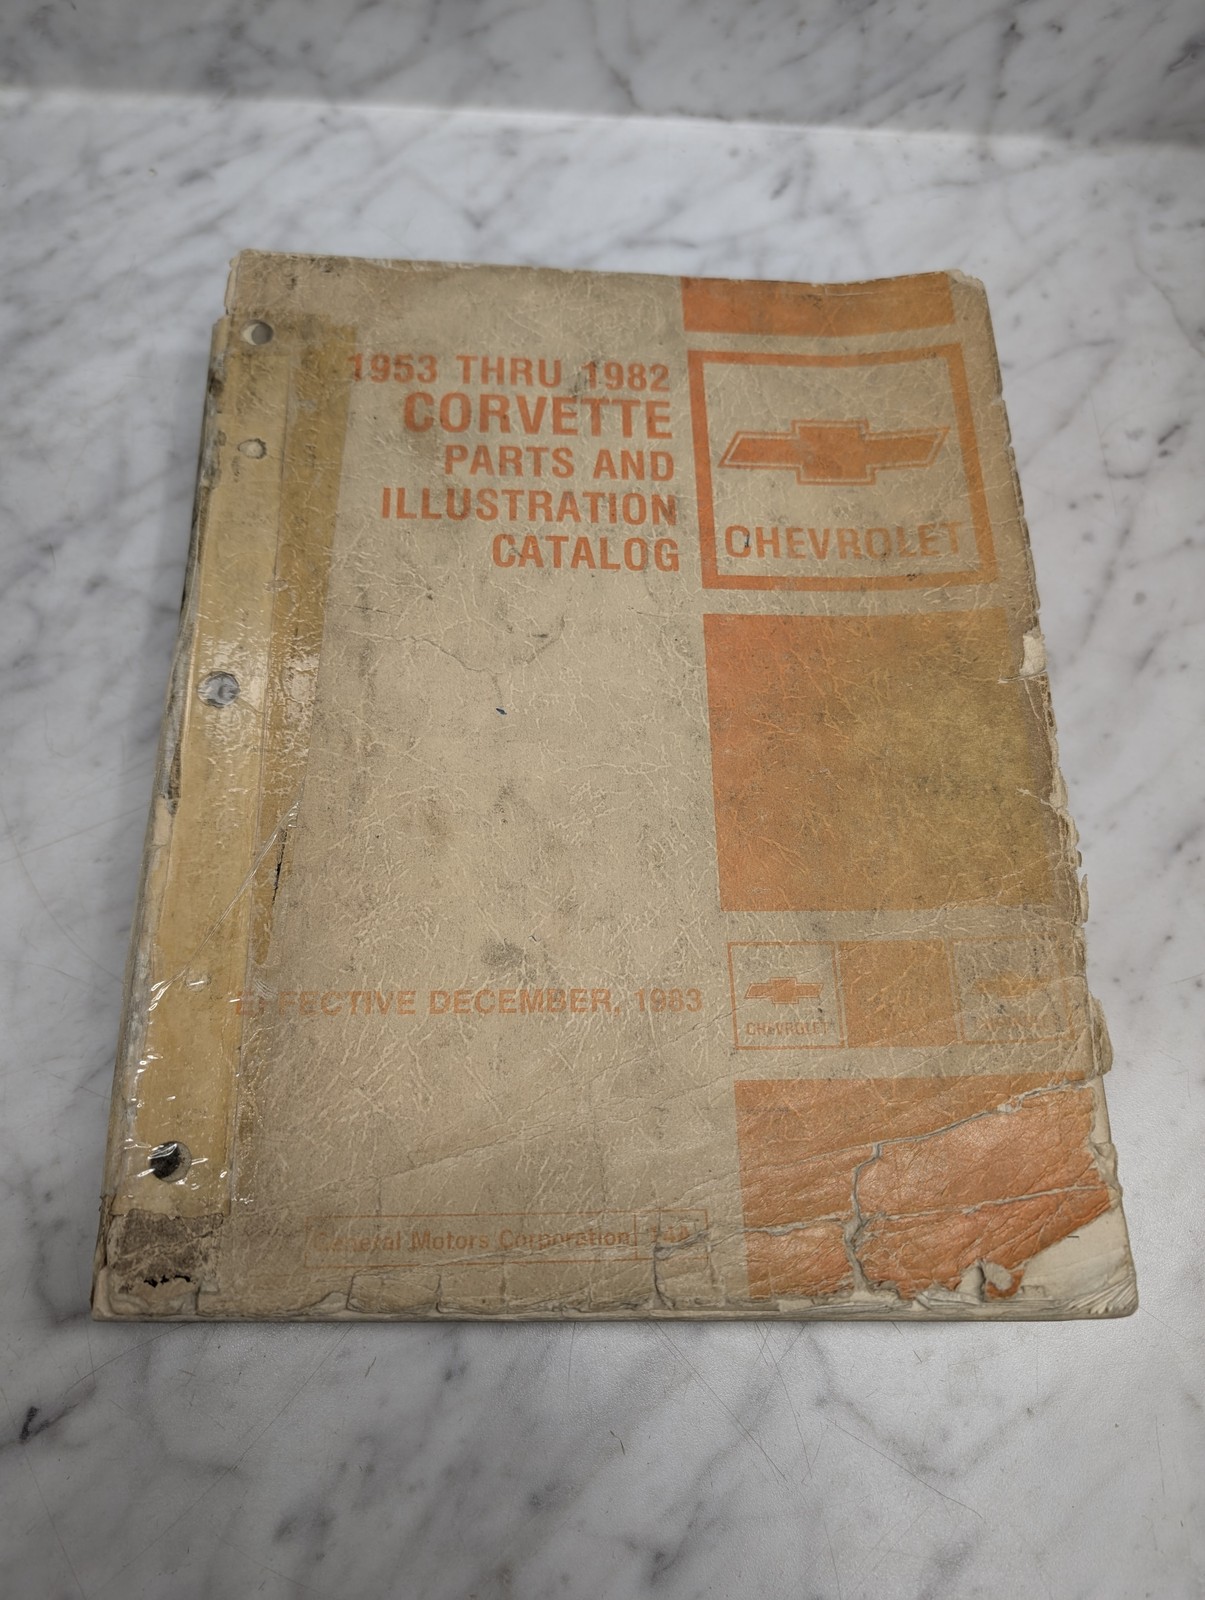 1953 THRU 1982
CORVETTE
PARTS AND
ILLUSTRATION
CATALOG
CHEVROLET
EFFECTIVE DECEMBER, 1983
CHEVROLET
General Motors Corporation